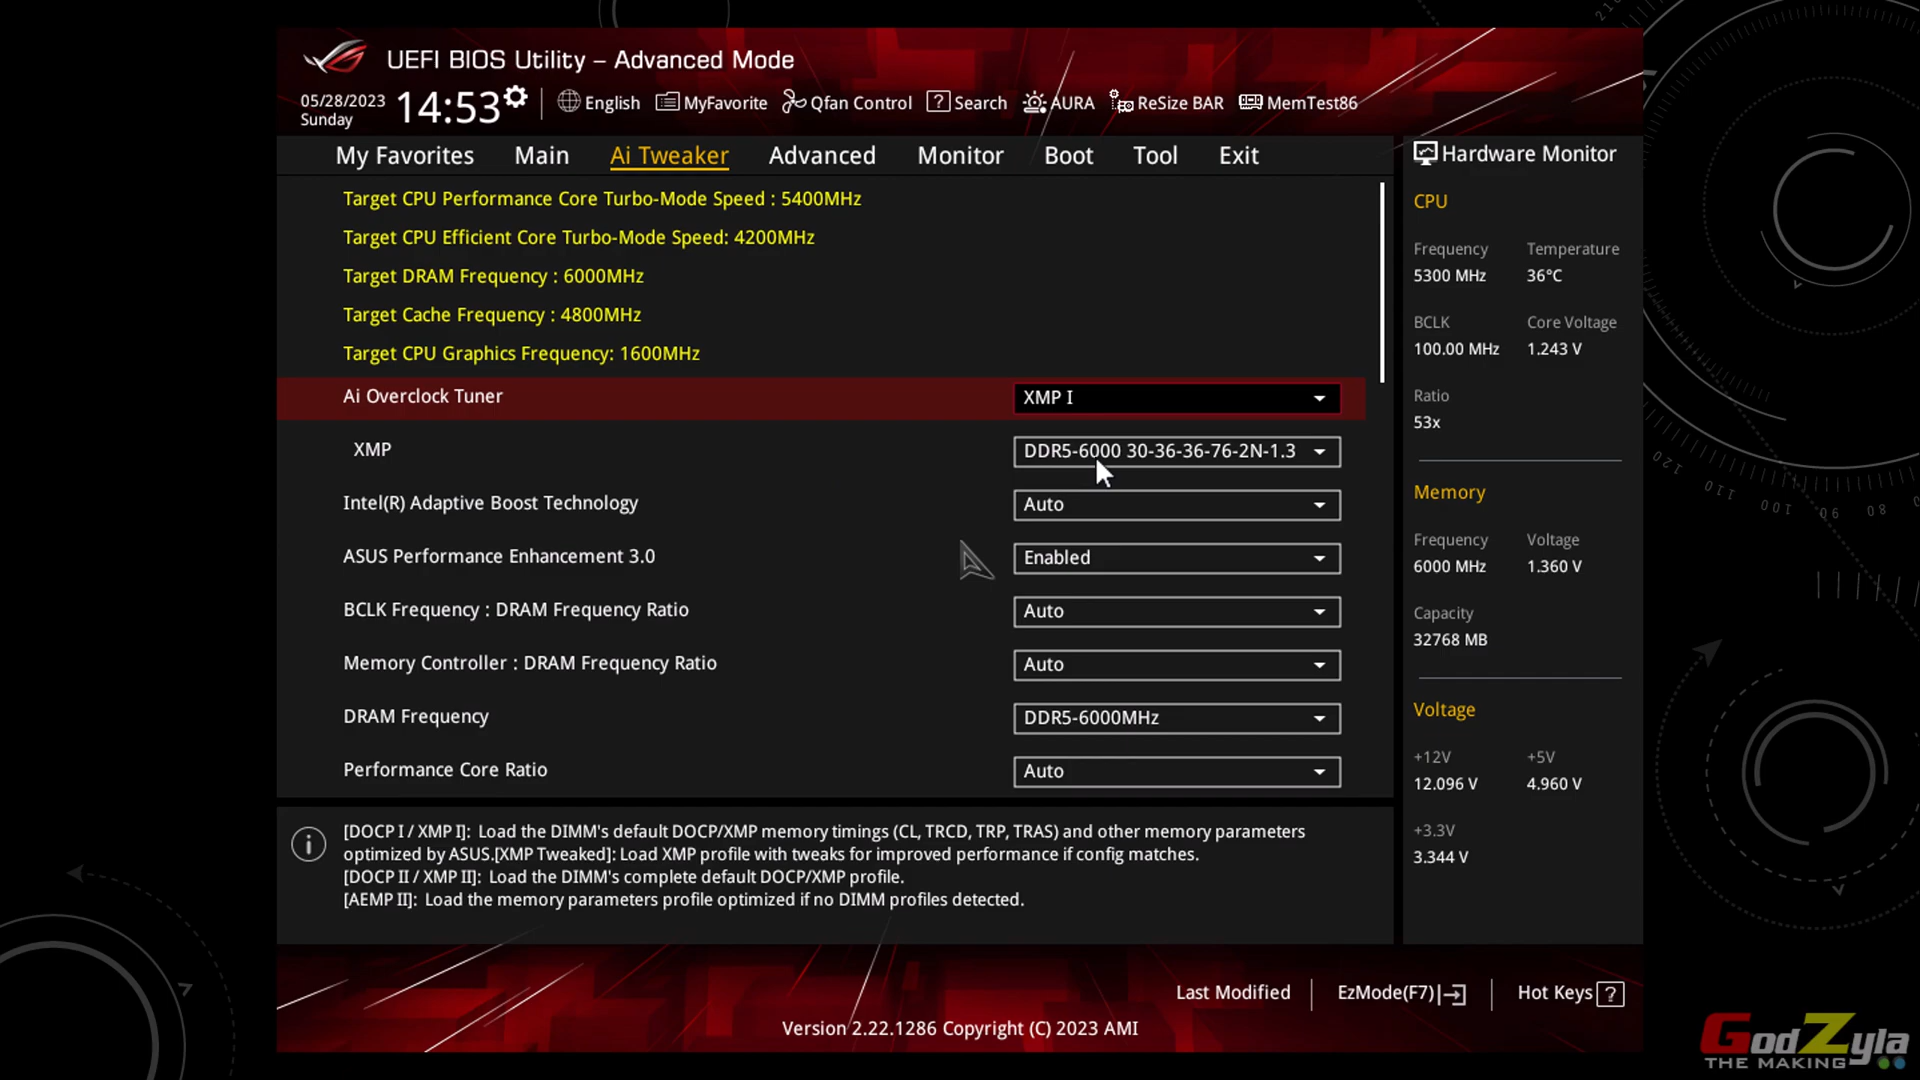 UEFI BIOS Utility – Advanced Mode
05/28/2023
Sunday
14:53
English
MyFavorite
Qfan Control
? Search
AURA
ReSize BAR
MemTest86
My Favorites
Main
Ai Tweaker
Advanced
Monitor
Boot
Tool
Exit
Target CPU Performance Core Turbo-Mode Speed : 5400MHz
Target CPU Efficient Core Turbo-Mode Speed: 4200MHz
Target DRAM Frequency : 6000MHz
Target Cache Frequency : 4800MHz
Target CPU Graphics Frequency: 1600MHz
Ai Overclock Tuner
XMP I
XMP
DDR5-6000 30-36-36-76-2N-1.3
Intel(R) Adaptive Boost Technology
Auto
ASUS Performance Enhancement 3.0
Enabled
BCLK Frequency : DRAM Frequency Ratio
Auto
Memory Controller : DRAM Frequency Ratio
Auto
DRAM Frequency
DDR5-6000MHz
Performance Core Ratio
Auto
[DOCP I / XMP I]: Load the DIMM's default DOCP/XMP memory timings (CL, TRCD, TRP, TRAS) and other memory parameters
optimized by ASUS.[XMP Tweaked]: Load XMP profile with tweaks for improved performance if config matches.
[DOCP II / XMP II]: Load the DIMM's complete default DOCP/XMP profile.
[AEMP II]: Load the memory parameters profile optimized if no DIMM profiles detected.
Hardware Monitor
CPU
Frequency Temperature
5300 MHz 36°C
BCLK Core Voltage
100.00 MHz 1.243 V
Ratio
53x
Memory
Frequency Voltage
6000 MHz 1.360 V
Capacity
32768 MB
Voltage
+12V +5V
12.096 V 4.960 V
+3.3V
3.344 V
Last Modified
EzMode(F7)
Hot Keys ?
Version 2.22.1286 Copyright (C) 2023 AMI
210
120
110
100
90
80
GodZyla
THE MAKING